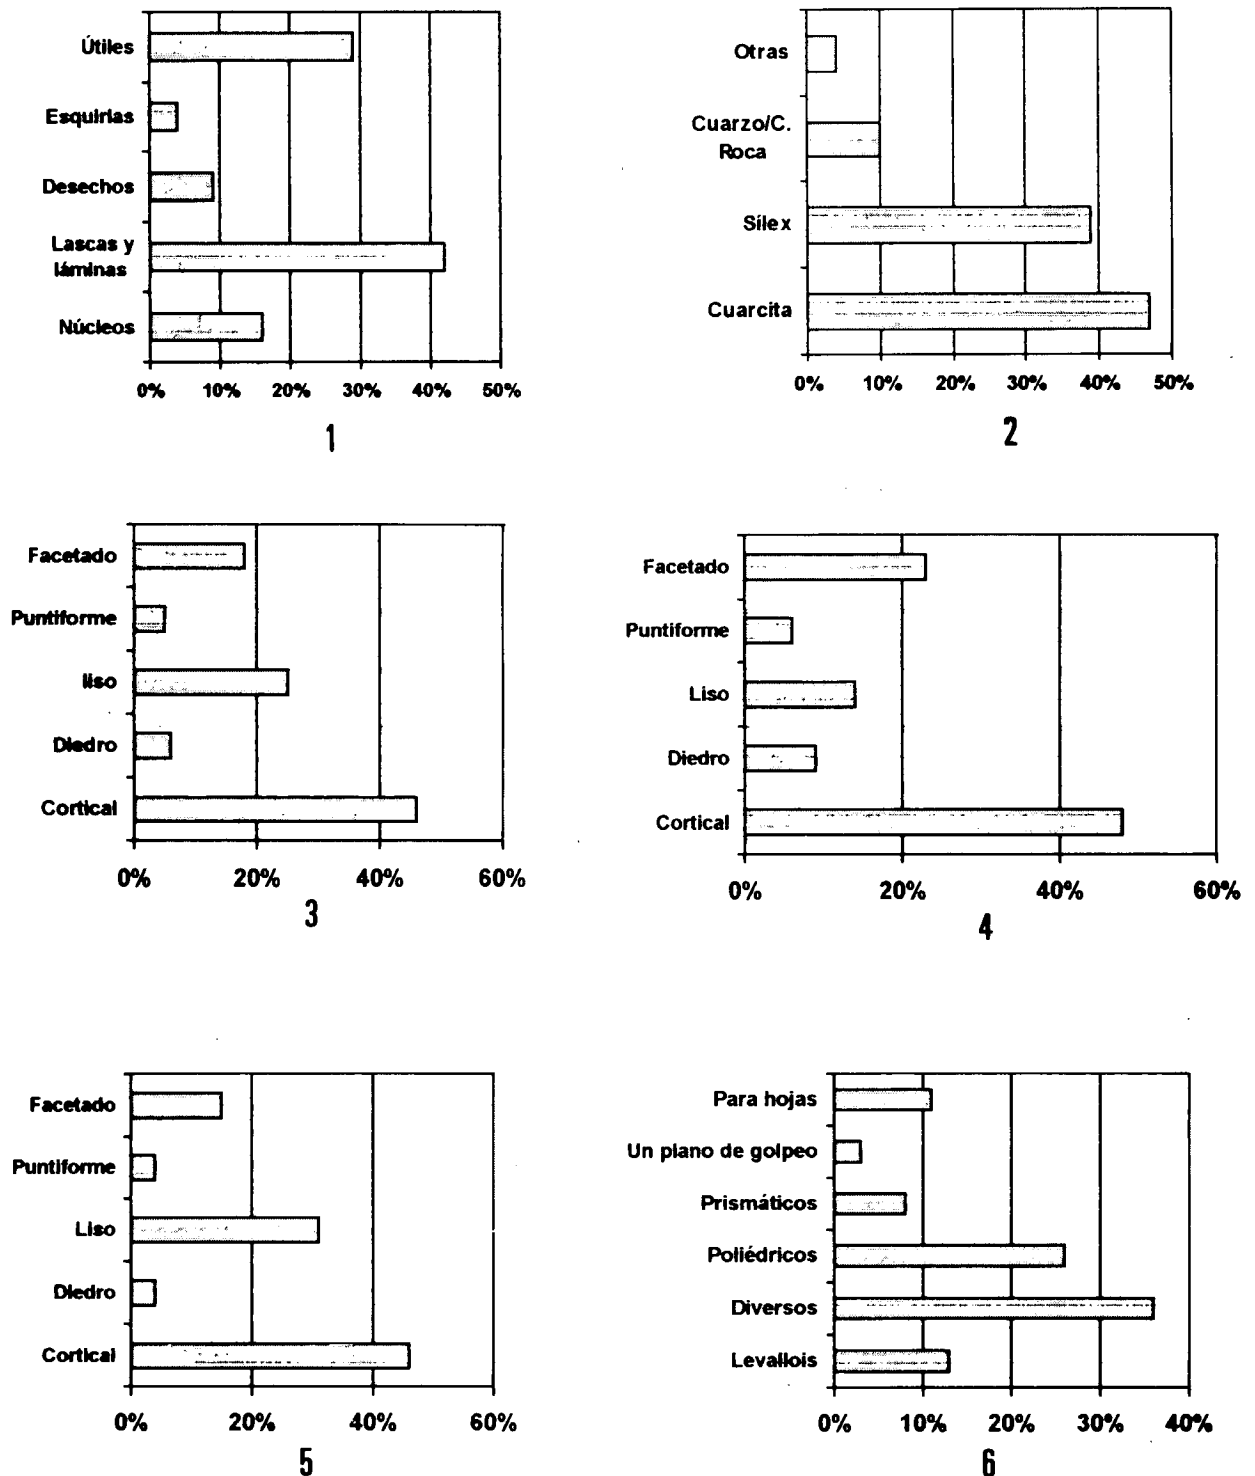 Útiles
Esquirlas
Desechos
Lascas y
láminas
Núcleos
0% 10% 20% 30% 40% 50%
1
Otras
Cuarzo/C.
Roca
Sílex
Cuarcita
0% 10% 20% 30% 40% 50%
2
Facetado
Puntiforme
liso
Diedro
Cortical
0% 20% 40% 60%
3
Facetado
Puntiforme
Liso
Diedro
Cortical
0% 20% 40% 60%
4
Facetado
Puntiforme
Liso
Diedro
Cortical
0% 20% 40% 60%
5
Para hojas
Un plano de golpeo
Prismáticos
Poliédricos
Diversos
Levallois
0% 10% 20% 30% 40%
6